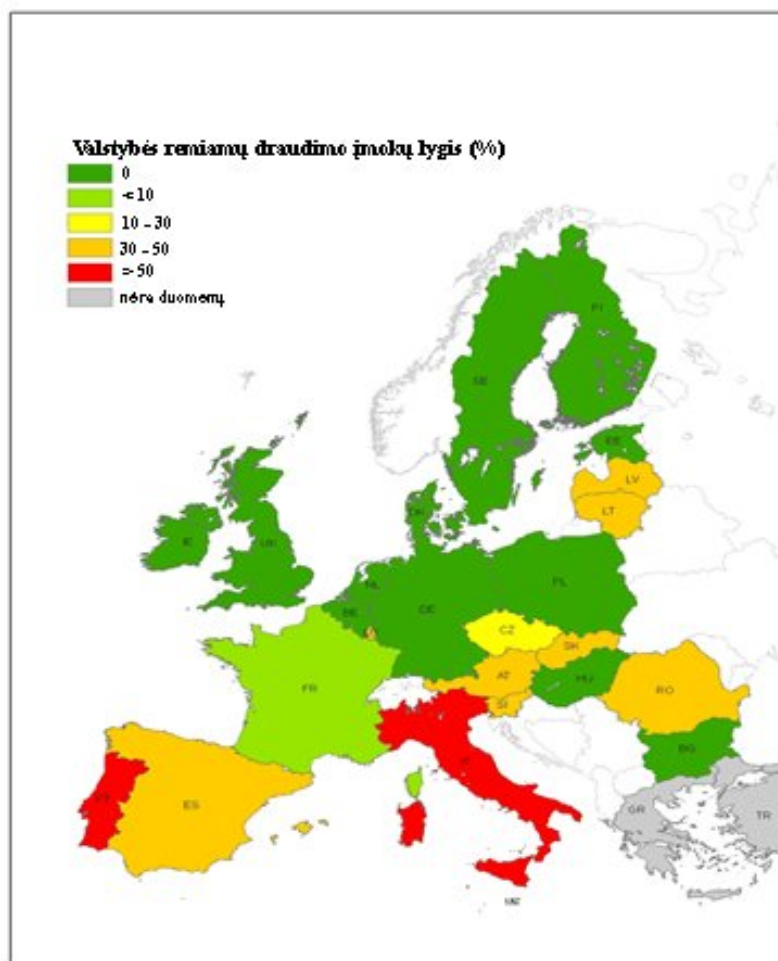 Valstybės remiamų draudimo įmokų lygis (%)
0
<10
10 - 30
30 - 50
=> 50
nėra duomenų
FI
SE
EE
LV
LT
DK
IE
UK
NL
BE
DE
PL
CZ
SK
AT
HU
FR
SI
RO
IT
BG
PT
ES
GR
TR